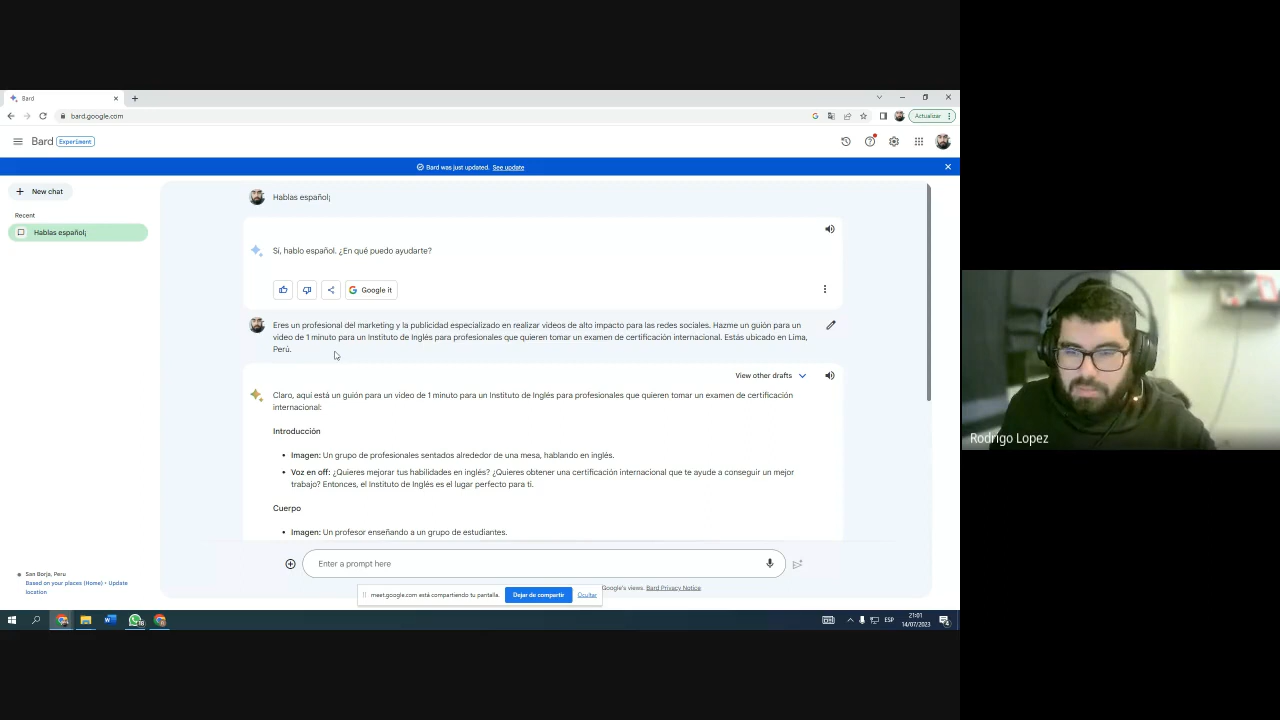 Bard
bard.google.com
Actualizar
Bard Experiment
Bard was just updated. See update
New chat
Recent
Hablas español¡
Hablas español¡
Sí, hablo español. ¿En qué puedo ayudarte?
Google it
Eres un profesional del marketing y la publicidad especializado en realizar videos de alto impacto para las redes sociales. Hazme un guión para un
video de 1 minuto para un Instituto de Inglés para profesionales que quieren tomar un examen de certificación internacional. Estás ubicado en Lima,
Perú.
View other drafts
Claro, aquí está un guión para un video de 1 minuto para un Instituto de Inglés para profesionales que quieren tomar un examen de certificación
internacional:
Introducción
Imagen: Un grupo de profesionales sentados alrededor de una mesa, hablando en inglés.
Voz en off: ¿Quieres mejorar tus habilidades en inglés? ¿Quieres obtener una certificación internacional que te ayude a conseguir un mejor
trabajo? Entonces, el Instituto de Inglés es el lugar perfecto para ti.
Cuerpo
Imagen: Un profesor enseñando a un grupo de estudiantes.
Enter a prompt here
San Borja, Peru
Based on your places (Home) • Update
location
Google's views. Bard Privacy Notice
meet.google.com está compartiendo tu pantalla.
Dejar de compartir
Ocultar
ESP
21:01
14/07/2023
Rodrigo Lopez